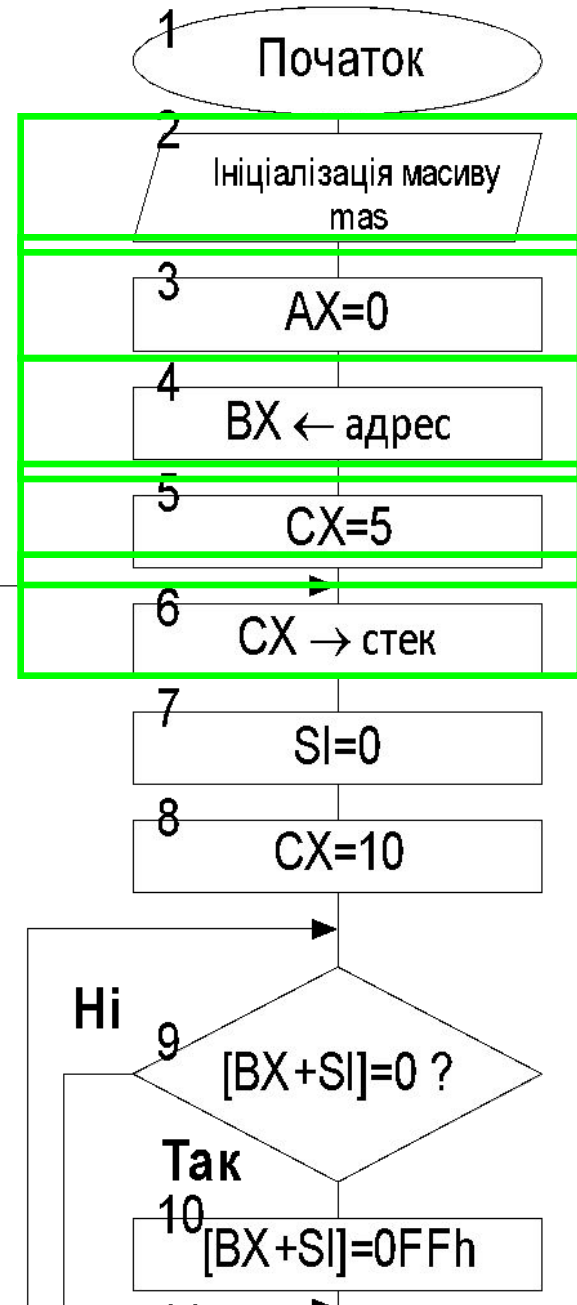 1
Початок
2
Ініціалізація масиву
mas
3
AX=0
4
BX ← адрес
5
CX=5
6
CX → стек
7
SI=0
8
CX=10
Ні
9
[BX+SI]=0 ?
Так
10
[BX+SI]=0FFh